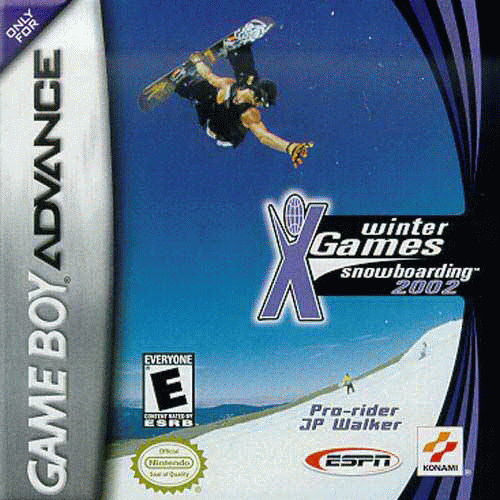 ONLY
FOR
GAME BOY ADVANCE
X
winter
Games
snowboarding™
2002
EVERYONE
E
CONTENT RATED BY
ESRB
Official
Nintendo
Seal of Quality
Pro-rider
JP Walker
ESPN
KONAMI